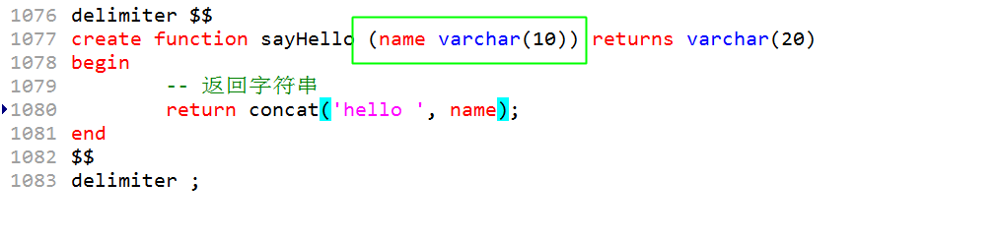 1076 delimiter $$
1077 create function sayHello (name varchar(10)) returns varchar(20)
1078 begin
1079         -- 返回字符串
1080         return concat('hello ', name);
1081 end
1082 $$
1083 delimiter ;